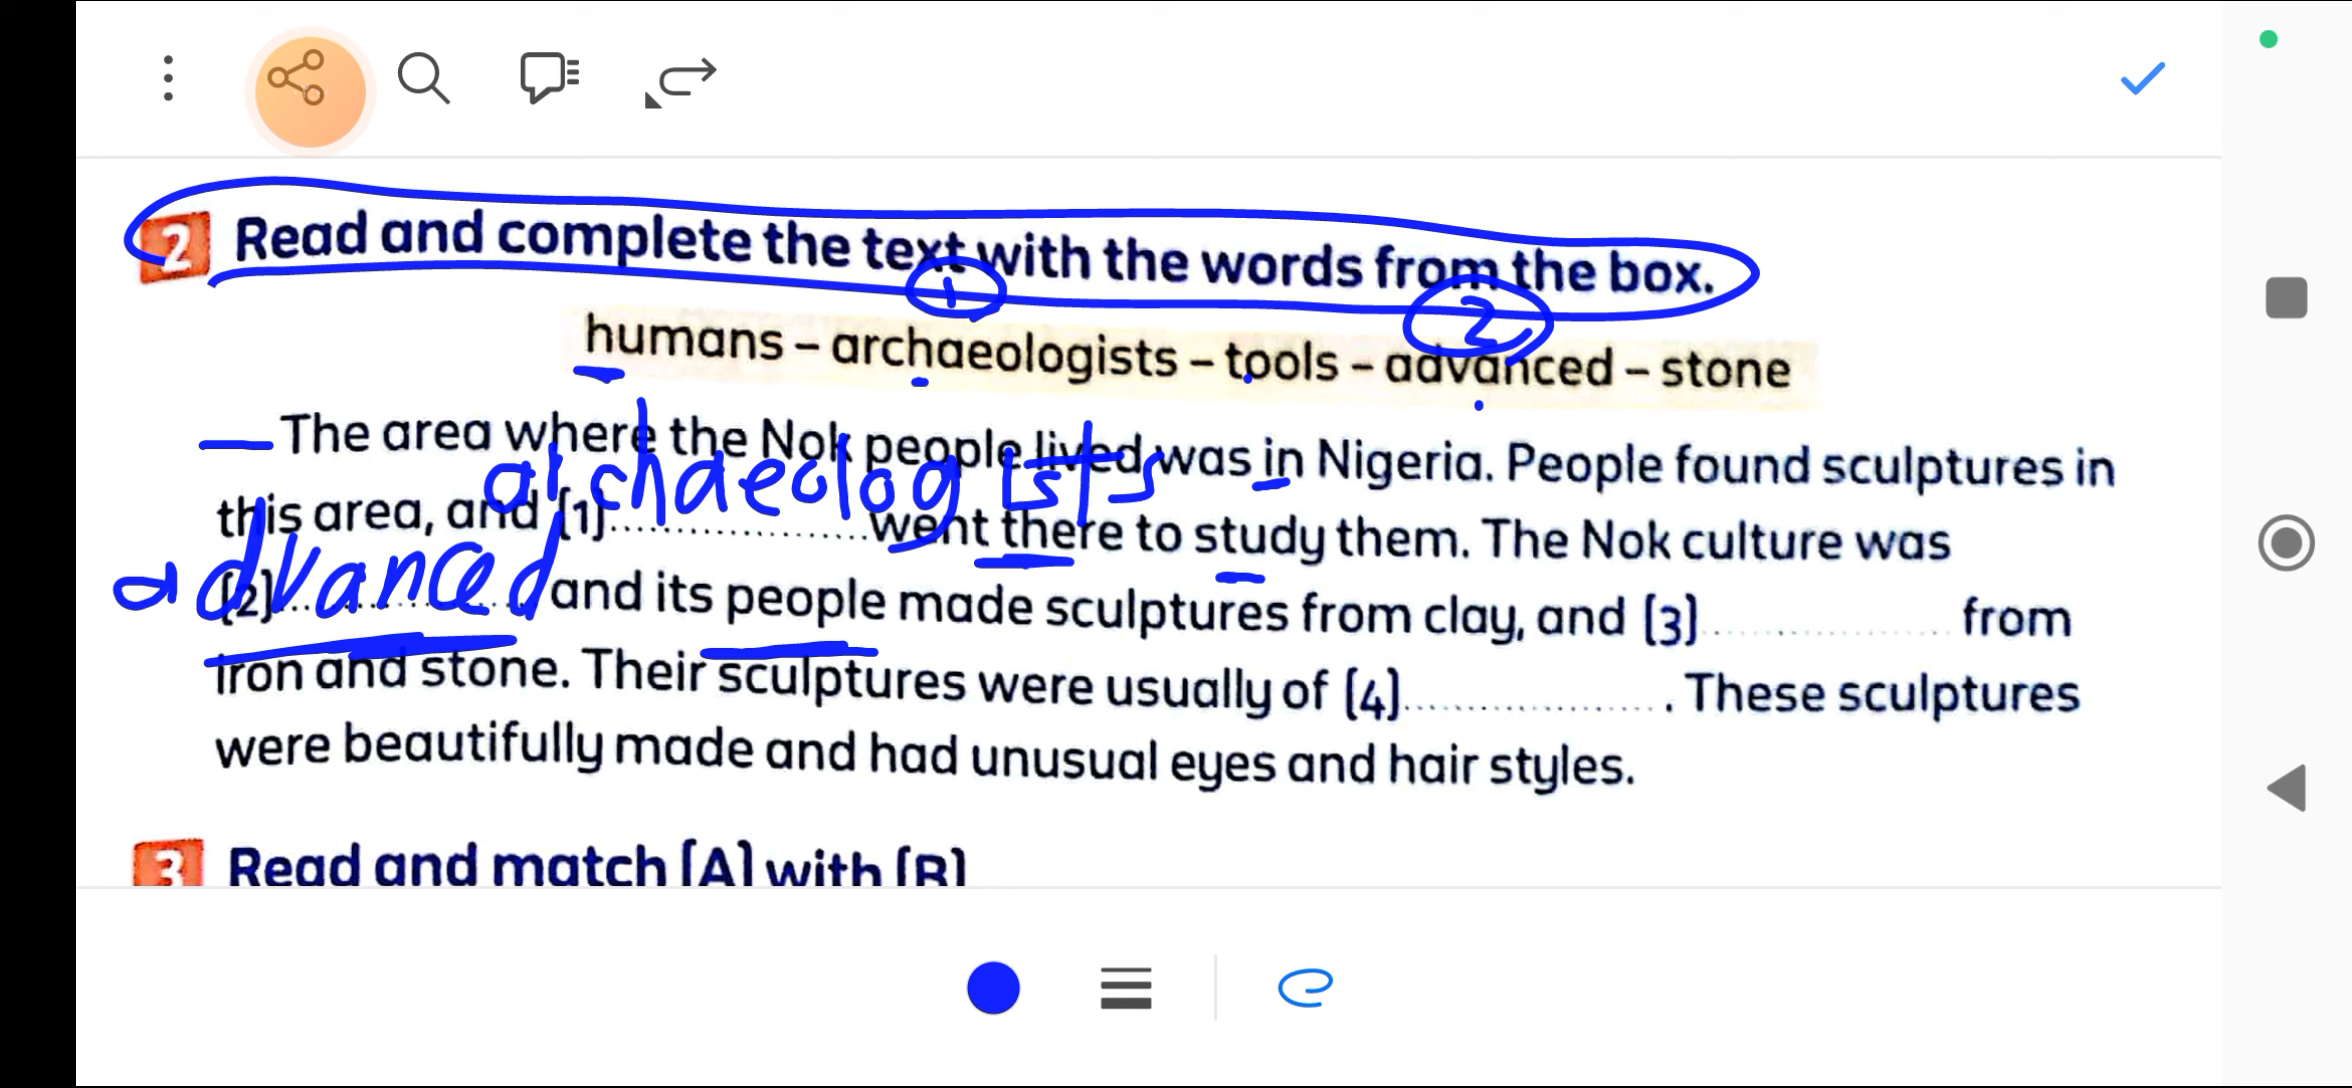 2 Read and complete the text with the words from the box.
1
2
humans – archaeologists – tools – advanced – stone
The area where the Nok people lived was in Nigeria. People found sculptures in
archaeologists
this area, and (1)..................went there to study them. The Nok culture was
advanced
(2)..................and its people made sculptures from clay, and (3).................. from
iron and stone. Their sculptures were usually of (4).................. . These sculptures
were beautifully made and had unusual eyes and hair styles.
3 Read and match (A) with (B)